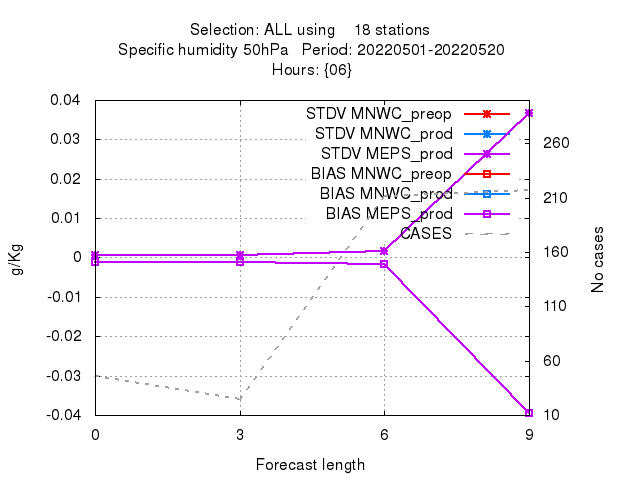 Selection: ALL using 18 stations
Specific humidity 50hPa Period: 20220501-20220520
Hours: {06}
0.04
0.03
0.02
0.01
0
-0.01
-0.02
-0.03
-0.04
g/Kg
STDV MNWC_preop
STDV MNWC_prod
STDV MEPS_prod
BIAS MNWC_preop
BIAS MNWC_prod
BIAS MEPS_prod
CASES
260
210
160
110
60
10
No cases
0 3 6 9
Forecast length